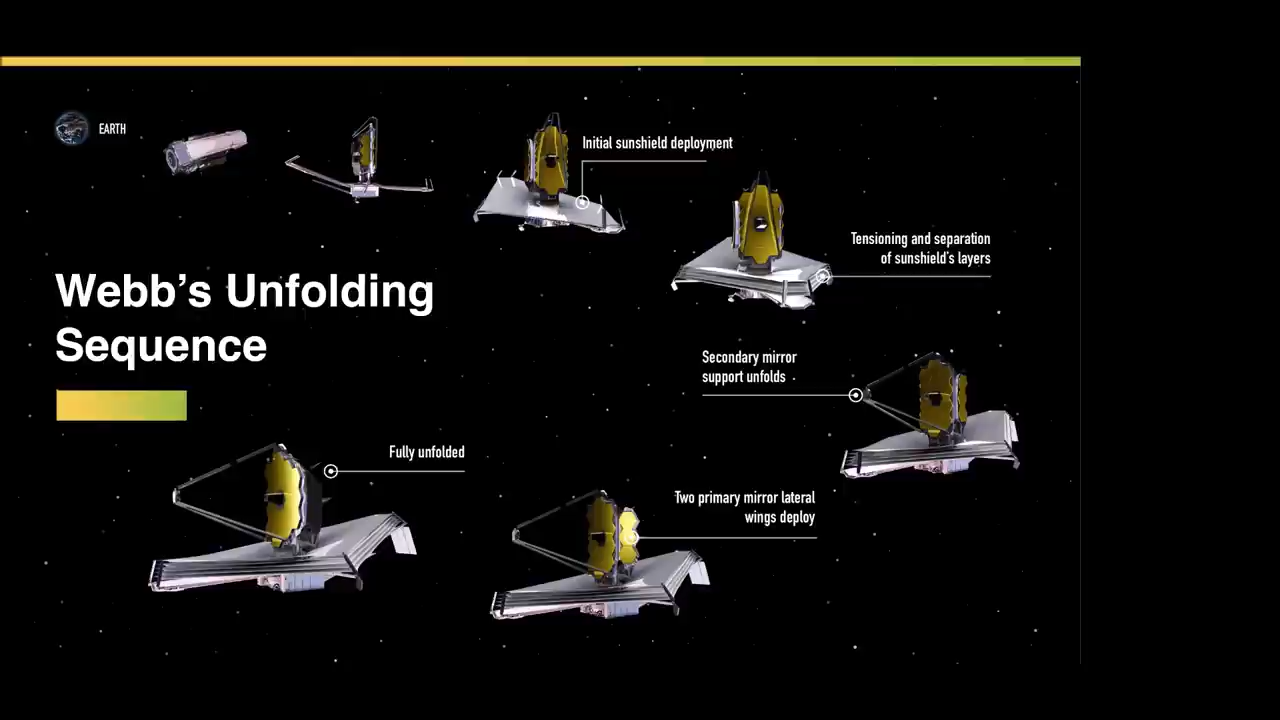 EARTH
Initial sunshield deployment
Tensioning and separation
of sunshield's layers
Webb’s Unfolding
Sequence
Secondary mirror
support unfolds
Fully unfolded
Two primary mirror lateral
wings deploy